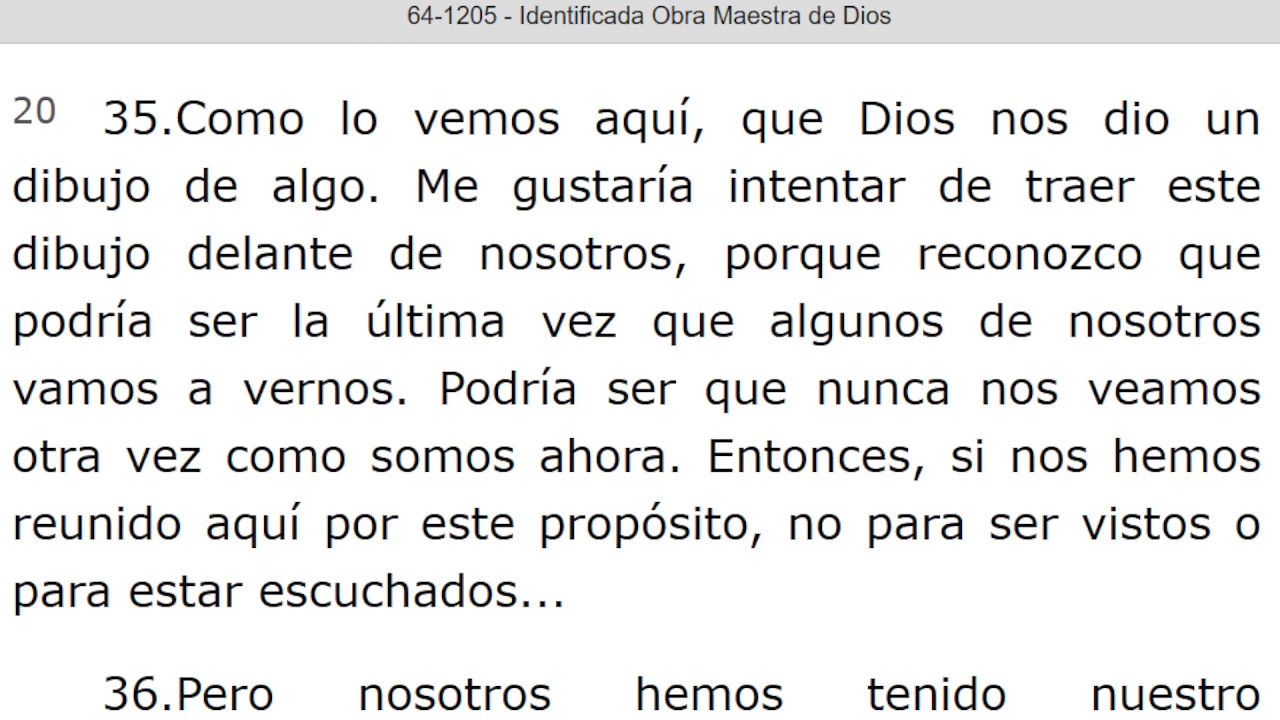 64-1205 - Identificada Obra Maestra de Dios
20 35.Como lo vemos aquí, que Dios nos dio un
dibujo de algo. Me gustaría intentar de traer este
dibujo delante de nosotros, porque reconozco que
podría ser la última vez que algunos de nosotros
vamos a vernos. Podría ser que nunca nos veamos
otra vez como somos ahora. Entonces, si nos hemos
reunido aquí por este propósito, no para ser vistos o
para estar escuchados...
36.Pero nosotros hemos tenido nuestro